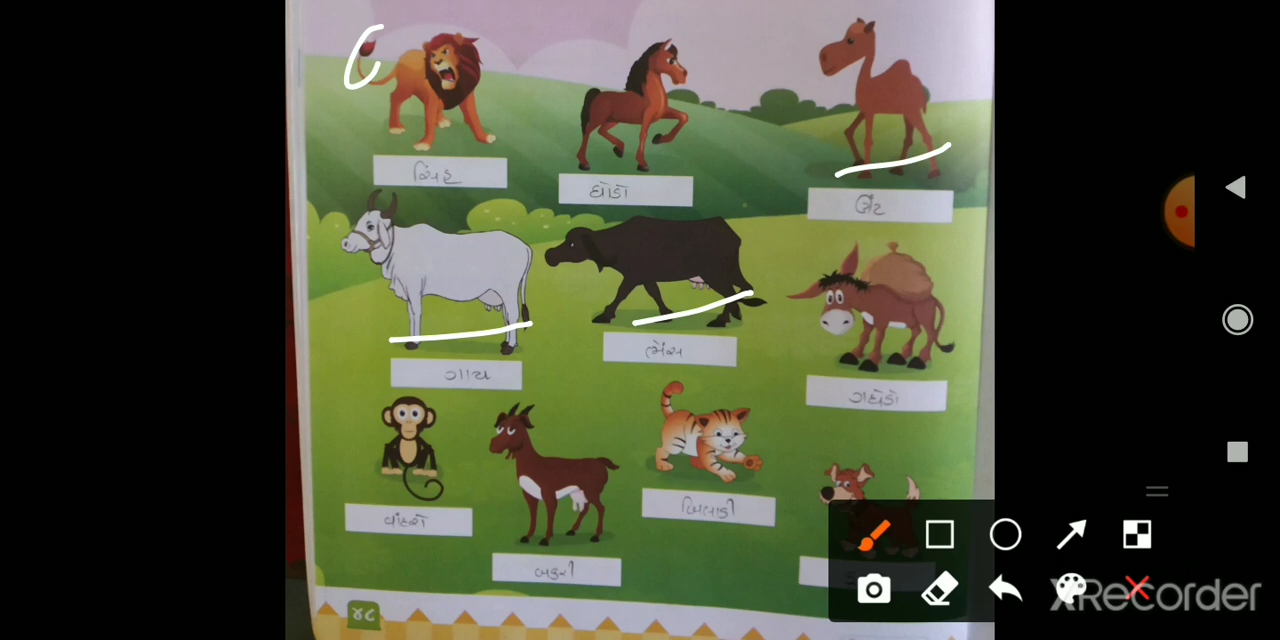 સિંહ
ઘોડો
ઊંટ
ગાય
ભેંસ
ગધેડો
વાંદરો
બકરી
બિલાડી
૪૮
XRecorder